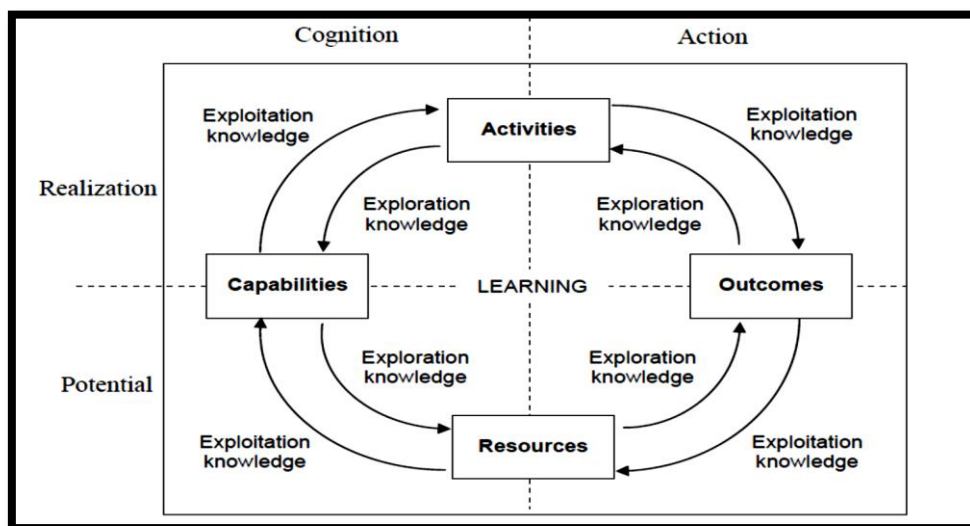 Cognition
Action
Exploitation
knowledge
Activities
Exploitation
knowledge
Realization
Exploration
knowledge
Exploration
knowledge
Capabilities
LEARNING
Outcomes
Potential
Exploration
knowledge
Exploration
knowledge
Exploitation
knowledge
Resources
Exploitation
knowledge